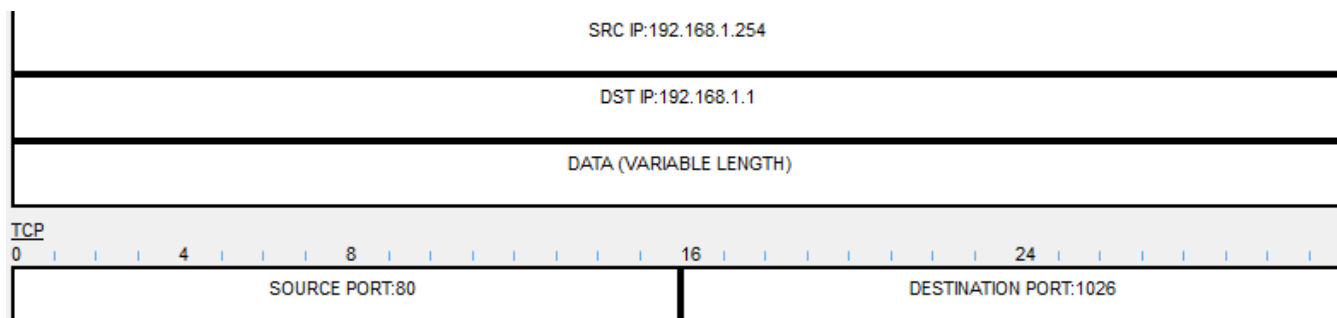 SRC IP:192.168.1.254
DST IP:192.168.1.1
DATA (VARIABLE LENGTH)
TCP
0 4 8 16 24
SOURCE PORT:80 DESTINATION PORT:1026